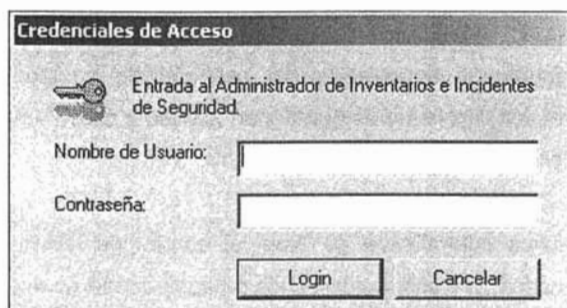 Credenciales de Acceso
Entrada al Administrador de Inventarios e Incidentes
de Seguridad.
Nombre de Usuario:
Contraseña:
Login Cancelar